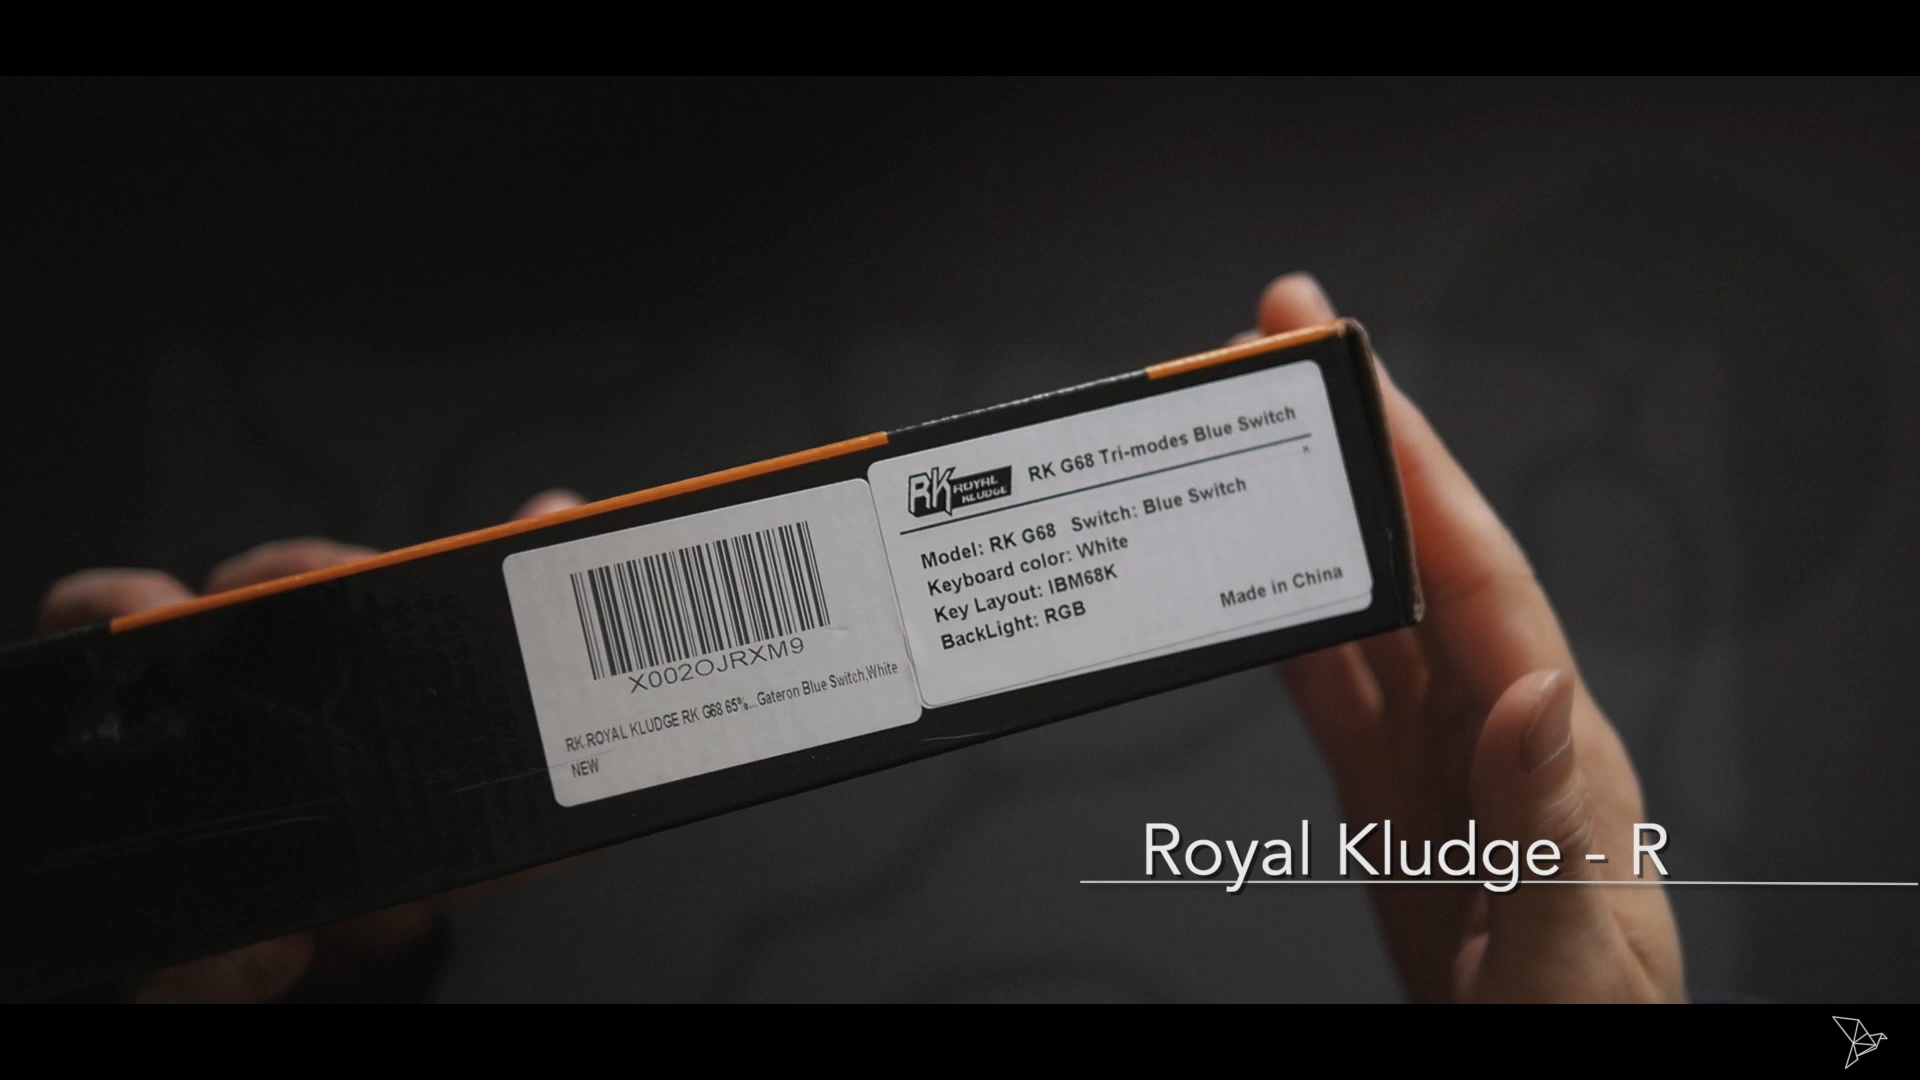 RK ROYAL KLUDGE
RK G68 Tri-modes Blue Switch
Model: RK G68 Switch: Blue Switch
Keyboard color: White
Key Layout: IBM68K
BackLight: RGB
Made in China
X002OJRXM9
RK ROYAL KLUDGE RK G68 65%...Gateron Blue Switch,White
NEW
Royal Kludge - R